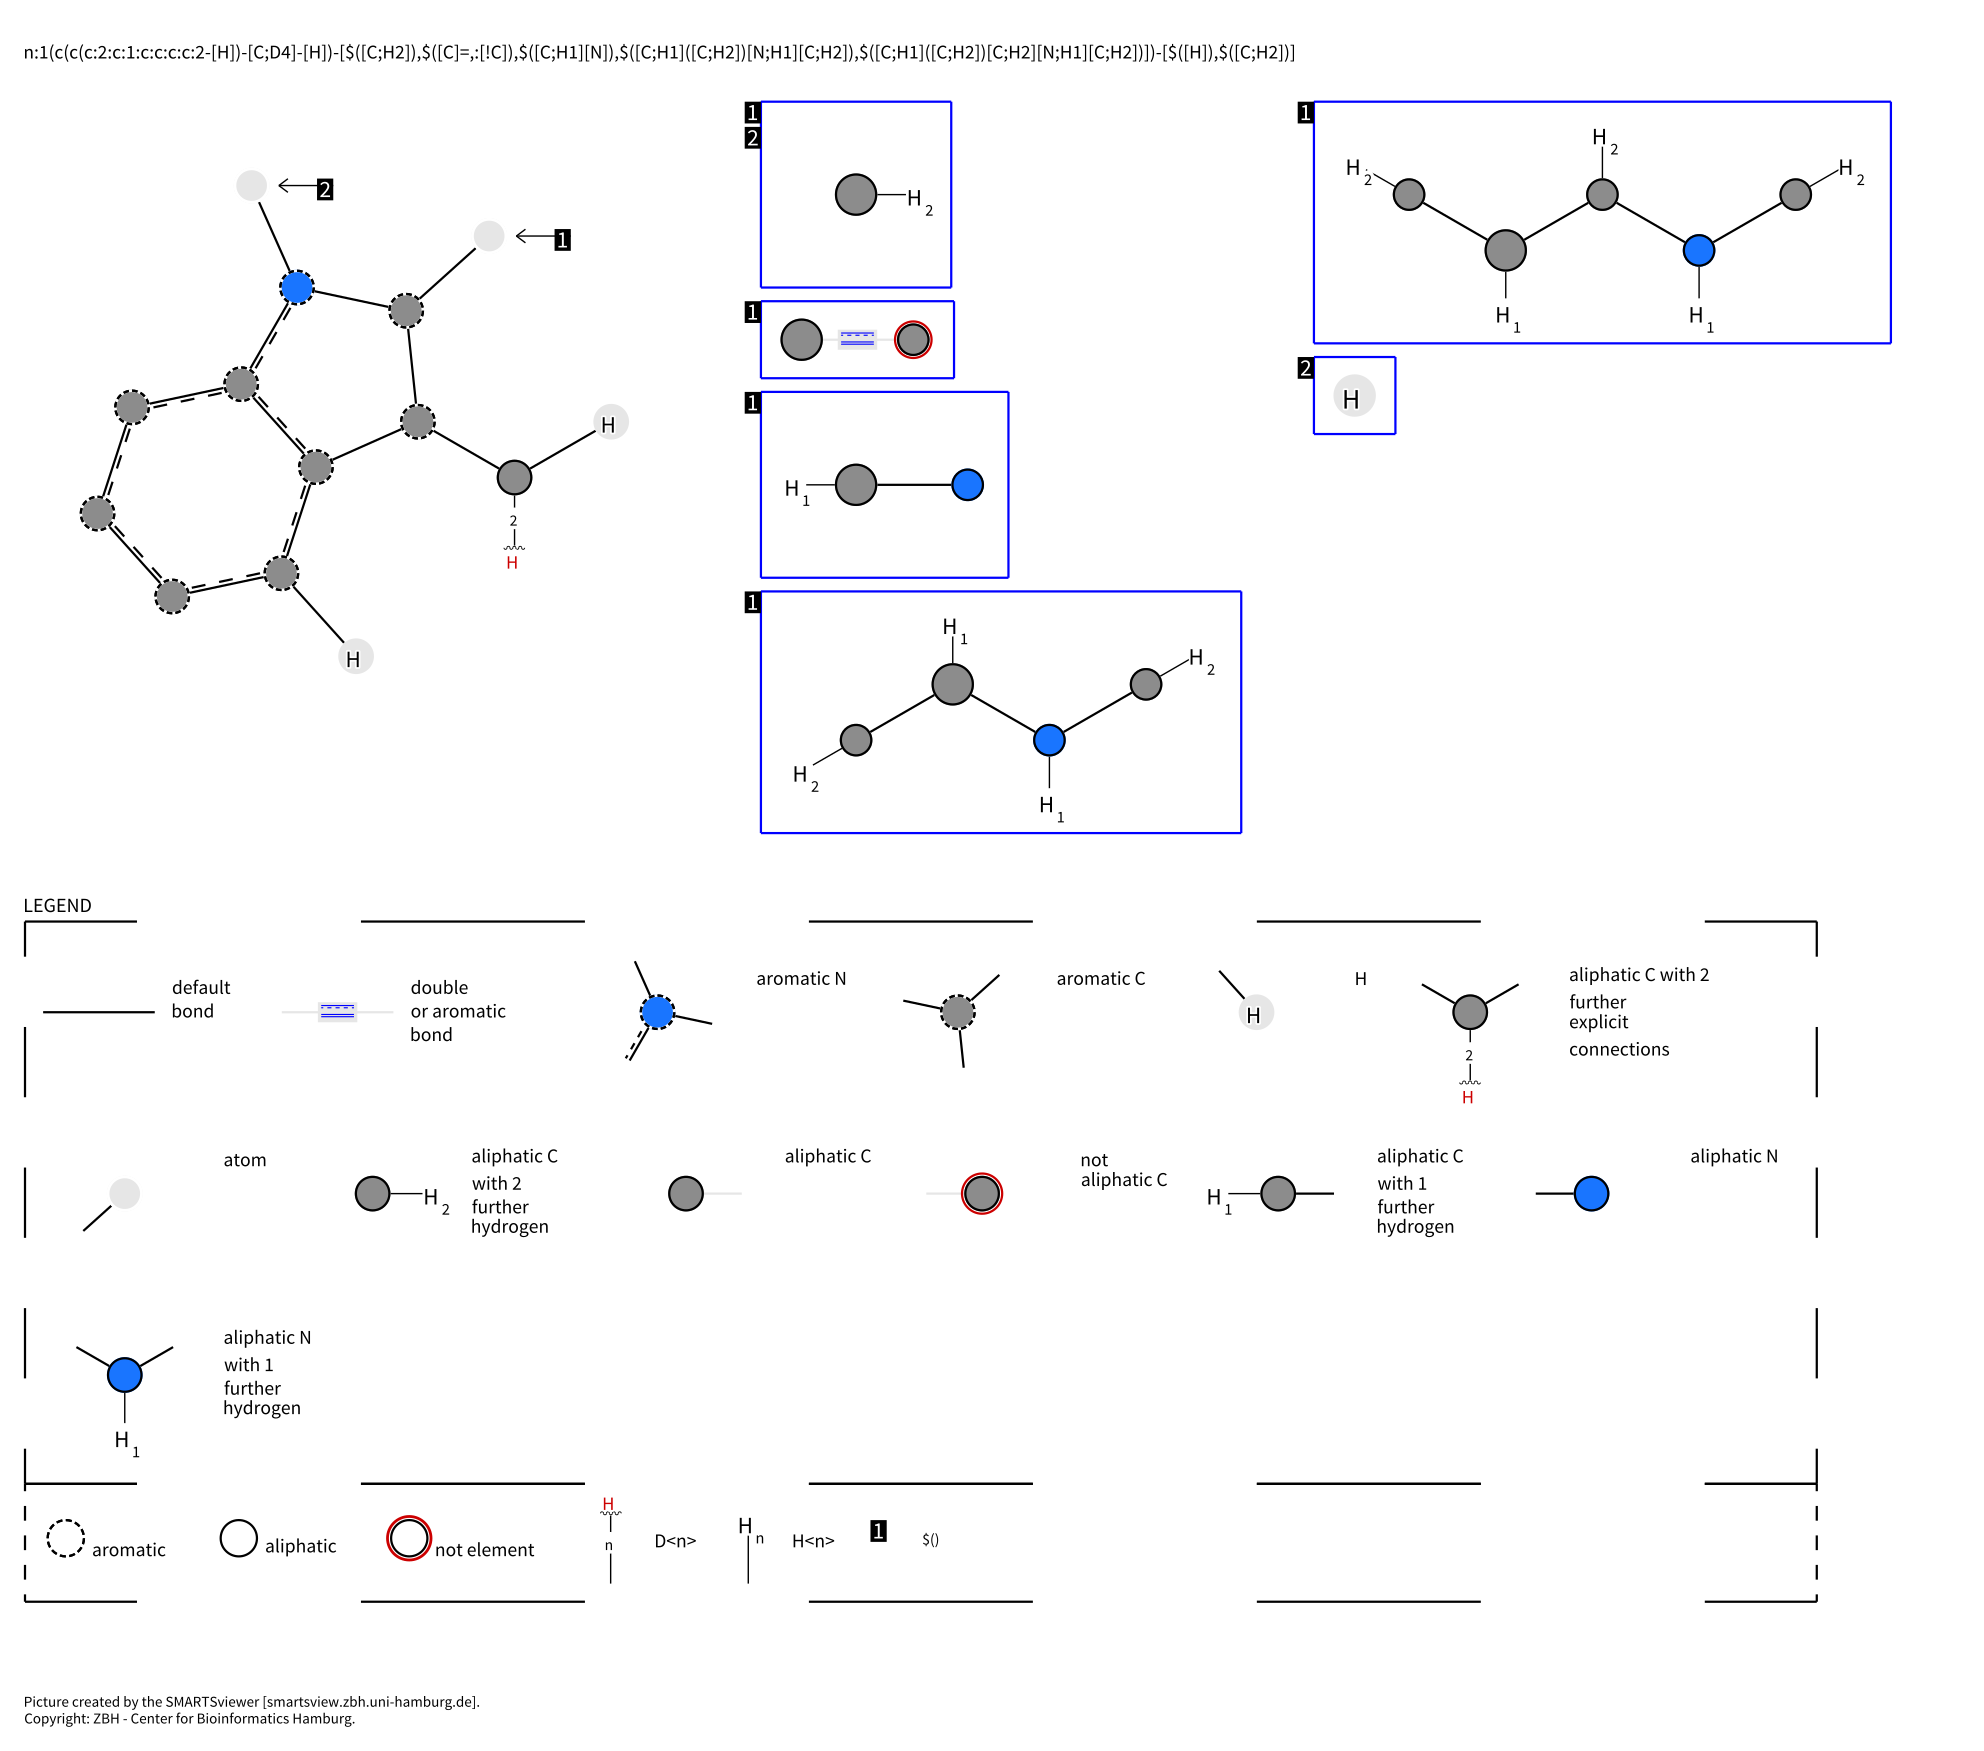 n:1(c(c(c:2:c:1:c:c:c:c:2-[H])-[C;D4]-[H])-[$([C;H2]),$([C]=,:[!C]),$([C;H1][N]),$([C;H1]([C;H2])[N;H1][C;H2]),$([C;H1]([C;H2])[C;H2][N;H1][C;H2])])-[$([H]),$([C;H2])]
1
1
2
H 2
H 2
H 2
H 2
2
1
H 2
H 1
H 1
1
2
H
1
H
H 1
2
H
1
H 1
H 2
H
H 2
H 1
LEGEND
default
bond
double
or aromatic
bond
aromatic N
aromatic C
H
H
2
H
aliphatic C with 2
further
explicit
connections
atom
H 2
aliphatic C
with 2
further
hydrogen
aliphatic C
not
aliphatic C
H 1
aliphatic C
with 1
further
hydrogen
aliphatic N
H 1
aliphatic N
with 1
further
hydrogen
aromatic
aliphatic
not element
H
n
D<n>
H n
H<n>
1
$()
Picture created by the SMARTSviewer [smartsview.zbh.uni-hamburg.de].
Copyright: ZBH - Center for Bioinformatics Hamburg.